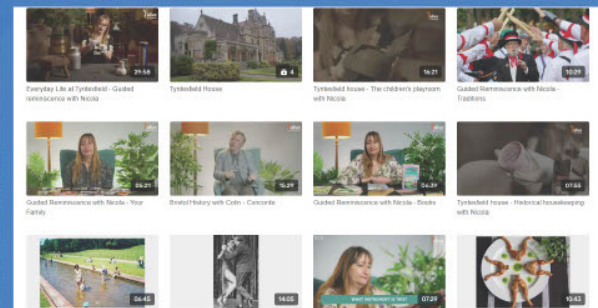 29:58
4
16:21
10:29
Everyday Life at Tyntesfield - Guided
reminiscence with Nicola
Tyntesfield House
Tyntesfield house - The children's playroom
with Nicola
Guided Reminiscence with Nicola -
Traditions
05:21
15:29
06:39
07:55
Guided Reminiscence with Nicola - Your
Family
Bristol History with Colin - Concorde
Guided Reminiscence with Nicola - Books
Tyntesfield house - Historical housekeeping
with Nicola
06:45
14:05
WHAT INSTRUMENT IS THIS?
07:29
10:43